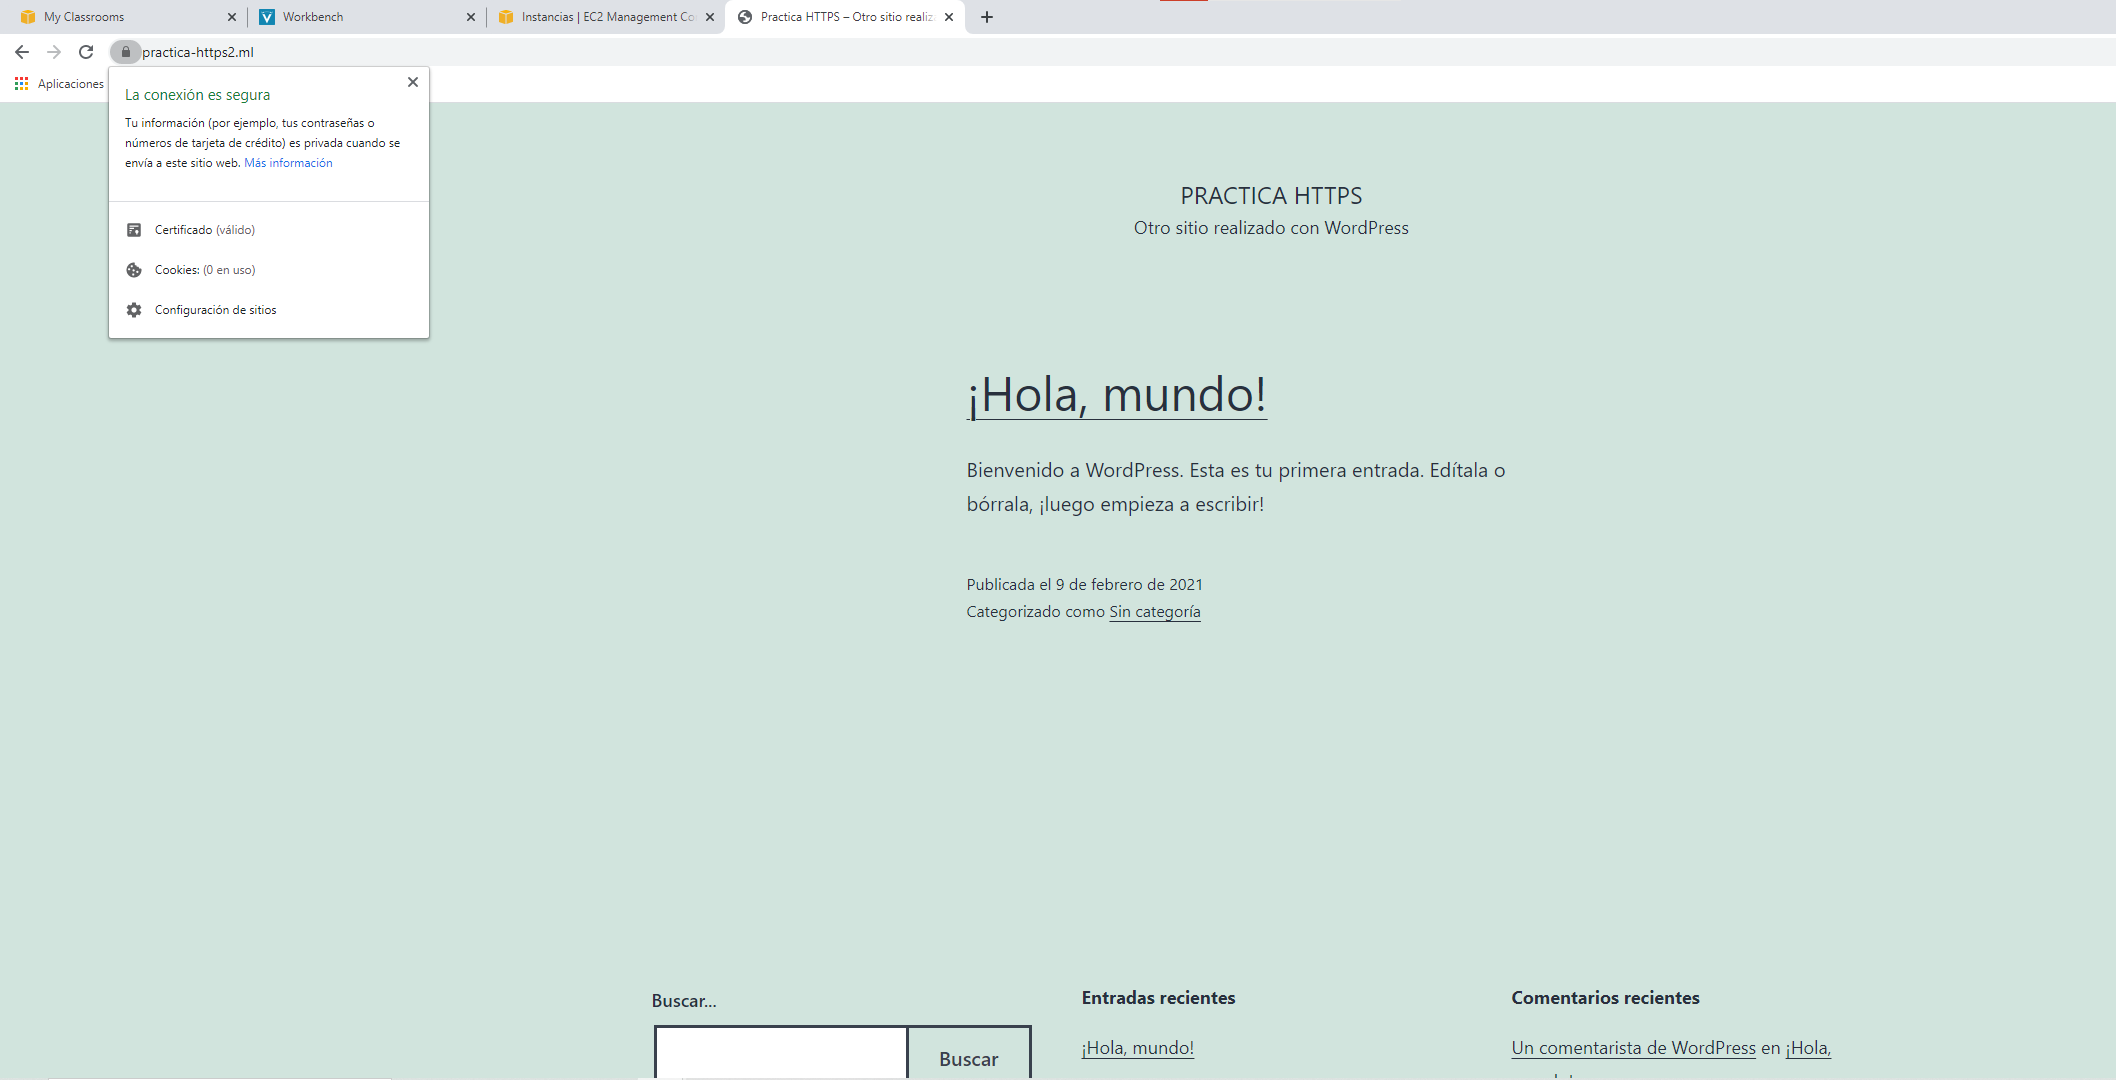 My Classrooms
Workbench
Instancias | EC2 Management Co
Practica HTTPS – Otro sitio realiz
practica-https2.ml
Aplicaciones
La conexión es segura
Tu información (por ejemplo, tus contraseñas o
números de tarjeta de crédito) es privada cuando se
envía a este sitio web. Más información
Certificado (válido)
Cookies: (0 en uso)
Configuración de sitios
PRACTICA HTTPS
Otro sitio realizado con WordPress
¡Hola, mundo!
Bienvenido a WordPress. Esta es tu primera entrada. Edítala o
bórrala, ¡luego empieza a escribir!
Publicada el 9 de febrero de 2021
Categorizado como Sin categoría
Buscar...
Buscar
Entradas recientes
¡Hola, mundo!
Comentarios recientes
Un comentarista de WordPress en ¡Hola,